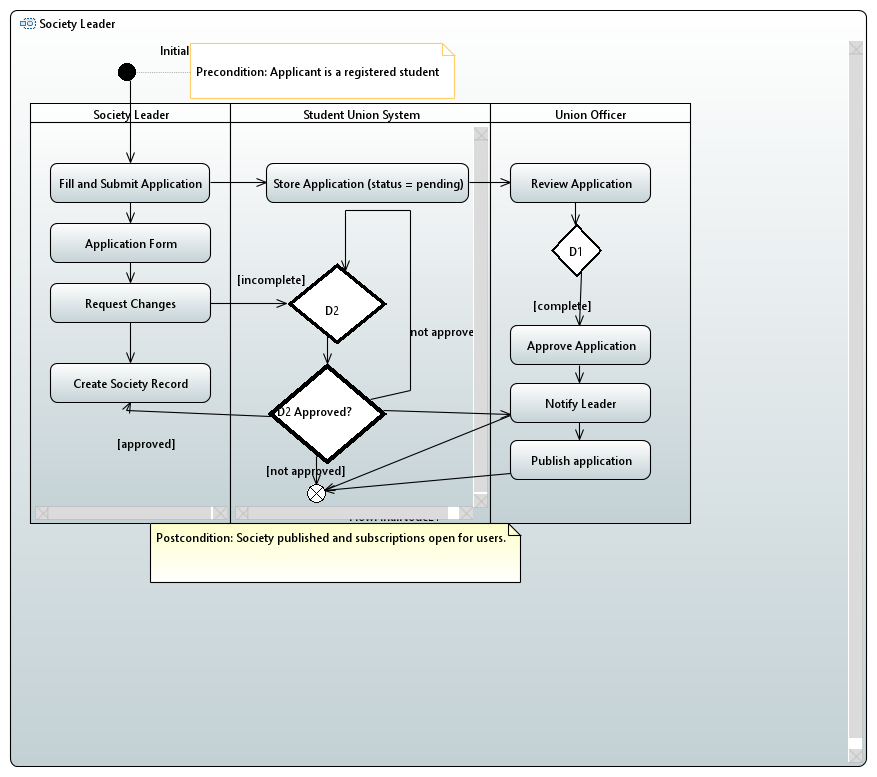 Society Leader
Initial
Precondition: Applicant is a registered student
Society Leader
Student Union System
Union Officer
Fill and Submit Application
Store Application (status = pending)
Review Application
Application Form
D1
[incomplete]
Request Changes
D2
[complete]
not approve
Approve Application
Create Society Record
D2 Approved?
Notify Leader
[approved]
[not approved]
Publish application
Postcondition: Society published and subscriptions open for users.